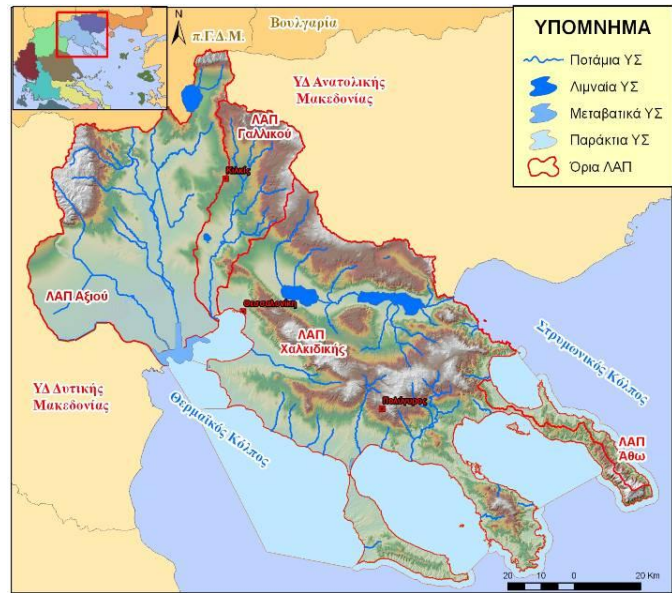 Βουλγαρία
π.Γ.Δ.Μ.
N
ΥΔ Ανατολικής
Μακεδονίας
ΥΠΟΜΝΗΜΑ
Ποτάμια ΥΣ
Λιμναία ΥΣ
Μεταβατικά ΥΣ
Παράκτια ΥΣ
Όρια ΛΑΠ
ΛΑΠ
Γαλλικού
Κιλκίς
ΛΑΠ Αξιού
Θεσσαλονίκη
ΛΑΠ
Χαλκιδικής
Στρυμωνικός Κόλπος
ΥΔ Δυτικής
Μακεδονίας
Θερμαϊκός Κόλπος
Πολύγυρος
ΛΑΠ
Άθω
20 10 0 20 Km